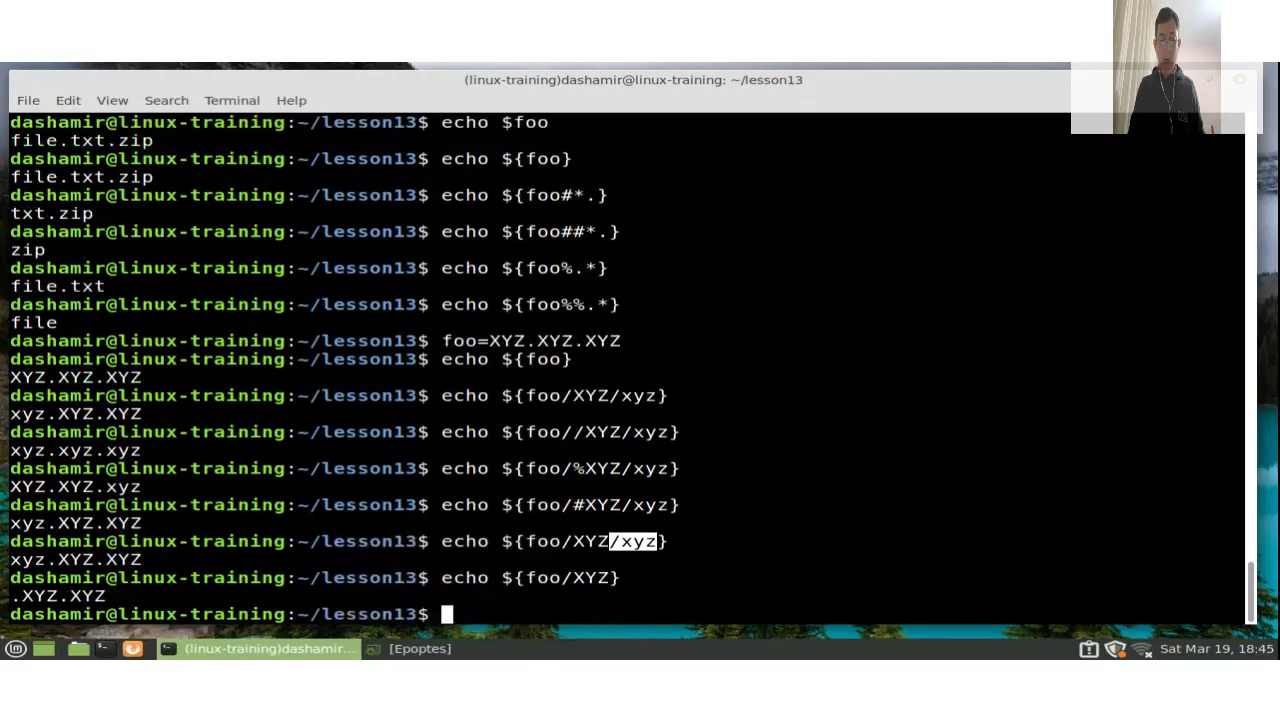 (linux-training)dashamir@linux-training: ~/lesson13
File Edit View Search Terminal Help
dashamir@linux-training:~/lesson13$ echo $foo
file.txt.zip
dashamir@linux-training:~/lesson13$ echo ${foo}
file.txt.zip
dashamir@linux-training:~/lesson13$ echo ${foo#*.}
txt.zip
dashamir@linux-training:~/lesson13$ echo ${foo##*.}
zip
dashamir@linux-training:~/lesson13$ echo ${foo%.*}
file.txt
dashamir@linux-training:~/lesson13$ echo ${foo%%.*}
file
dashamir@linux-training:~/lesson13$ foo=XYZ.XYZ.XYZ
dashamir@linux-training:~/lesson13$ echo ${foo}
XYZ.XYZ.XYZ
dashamir@linux-training:~/lesson13$ echo ${foo/XYZ/xyz}
xyz.XYZ.XYZ
dashamir@linux-training:~/lesson13$ echo ${foo//XYZ/xyz}
xyz.xyz.xyz
dashamir@linux-training:~/lesson13$ echo ${foo/%XYZ/xyz}
XYZ.XYZ.xyz
dashamir@linux-training:~/lesson13$ echo ${foo/#XYZ/xyz}
xyz.XYZ.XYZ
dashamir@linux-training:~/lesson13$ echo ${foo/XYZ/xyz}
xyz.XYZ.XYZ
dashamir@linux-training:~/lesson13$ echo ${foo/XYZ}
.XYZ.XYZ
dashamir@linux-training:~/lesson13$
(linux-training)dashamir... [Epoptes] Sat Mar 19, 18:45